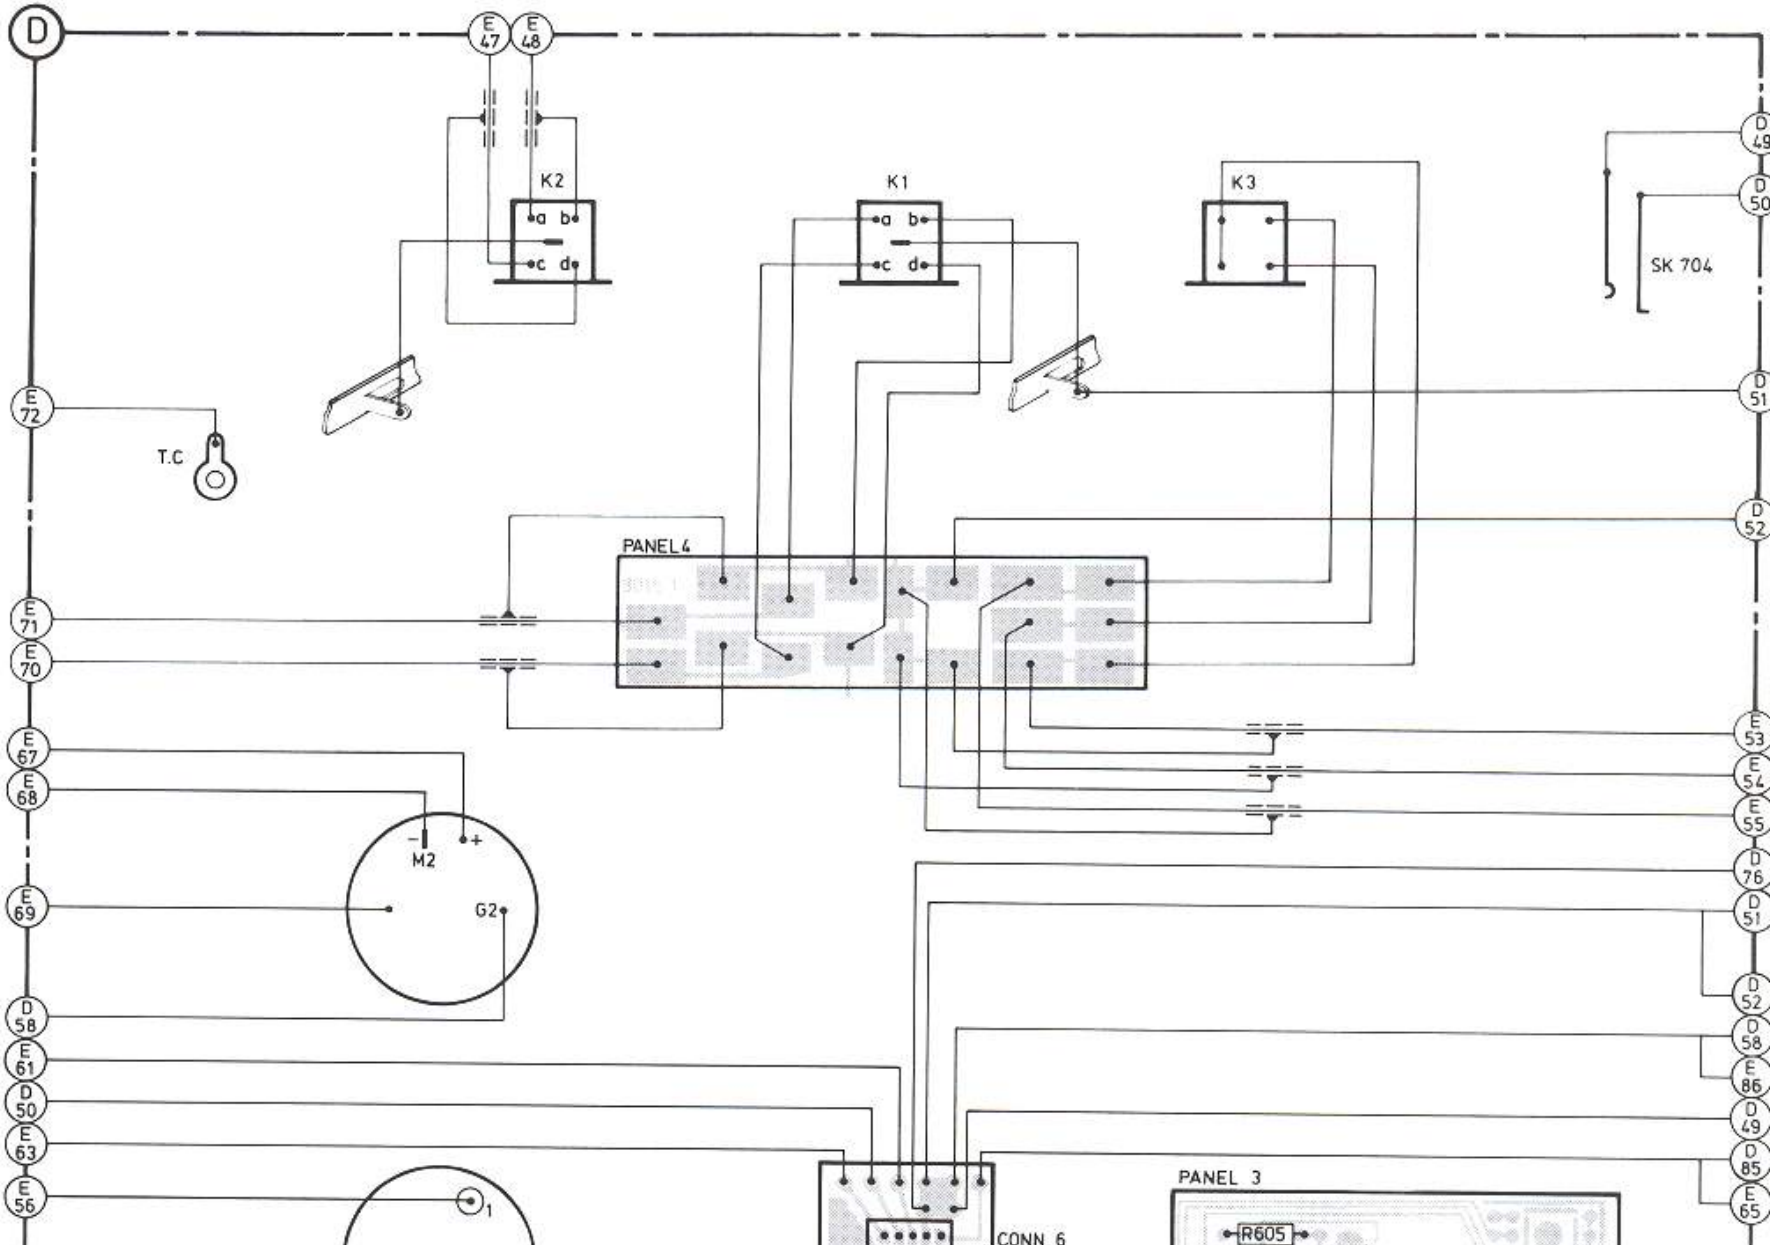 D
E 47
E 48
D 49
K2
K1
K3
a b
c d
a b
c d
D 50
SK 704
E 72
D 51
T.C
D 52
PANEL 4
E 71
E 70
E 67
E 53
E 68
E 54
E 55
- +
M2
D 76
E 69
G2
D 51
D 52
D 58
D 58
E 61
E 86
D 50
D 49
E 63
D 85
PANEL 3
E 56
1
E 65
CONN 6
R605